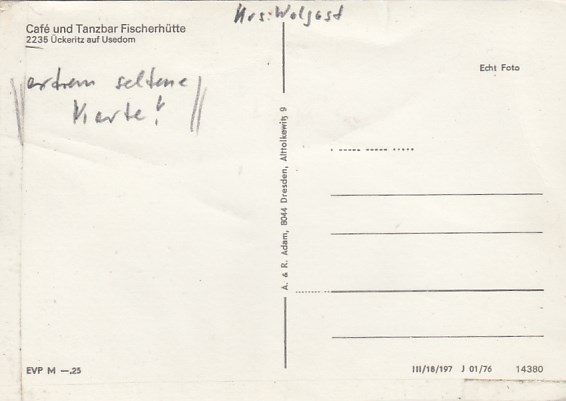 Krs. Wolgast
Café und Tanzbar Fischerhütte
2235 Ückeritz auf Usedom
Echt Foto
extrem seltene
Karte!
A. & R. Adam, 8044 Dresden, Alttolkewitz 9
EVP M —.25
III/18/197 J 01/76 14380